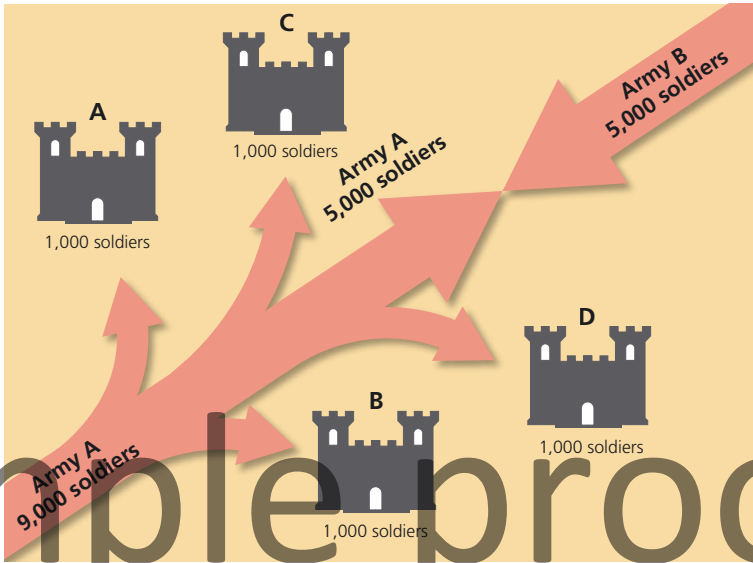 C
A
1,000 soldiers
1,000 soldiers
Army A
5,000 soldiers
Army B
5,000 soldiers
D
1,000 soldiers
B
1,000 soldiers
Army A
9,000 soldiers
mple proo